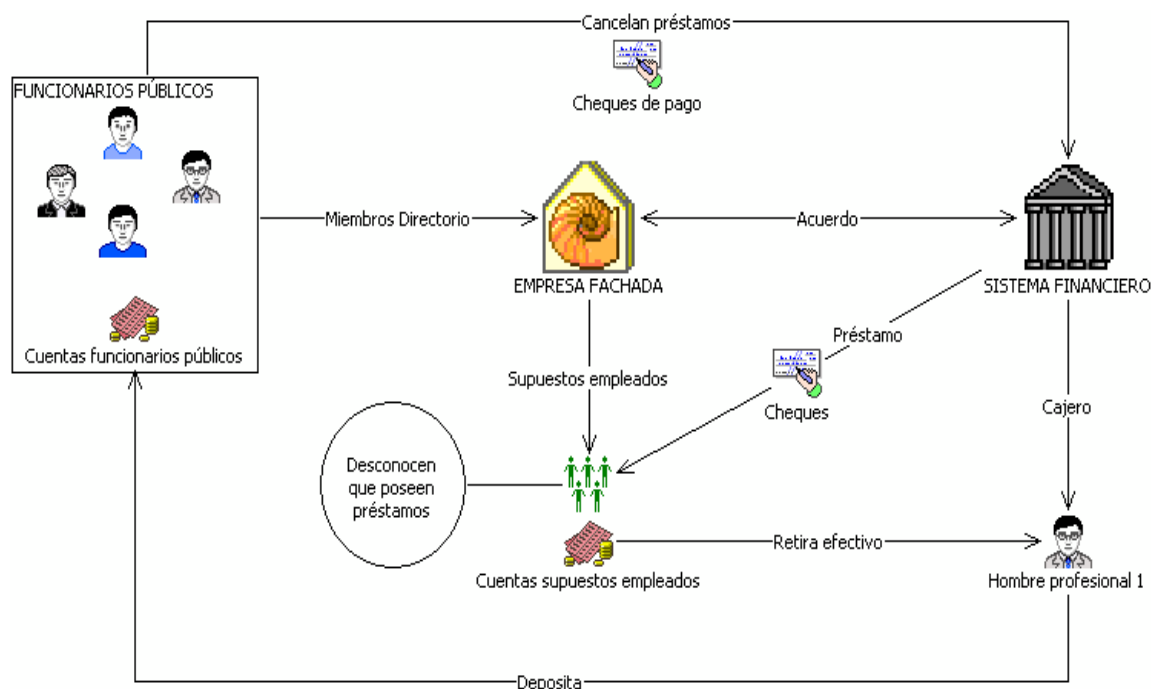 Cancelan préstamos
Cheques de pago
FUNCIONARIOS PÚBLICOS
Cuentas funcionarios públicos
Miembros Directorio
EMPRESA FACHADA
Acuerdo
SISTEMA FINANCIERO
Préstamo
Cheques
Supuestos empleados
Cajero
Desconocen
que poseen
préstamos
Cuentas supuestos empleados
Retira efectivo
Hombre profesional 1
Deposita